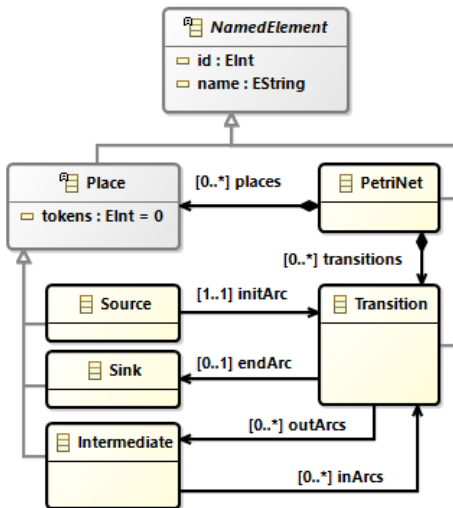 NamedElement
id : EInt
name : EString
Place
tokens : EInt = 0
[0..*] places
PetriNet
[0..*] transitions
Source
[1..1] initArc
Transition
Sink
[0..1] endArc
[0..*] outArcs
Intermediate
[0..*] inArcs